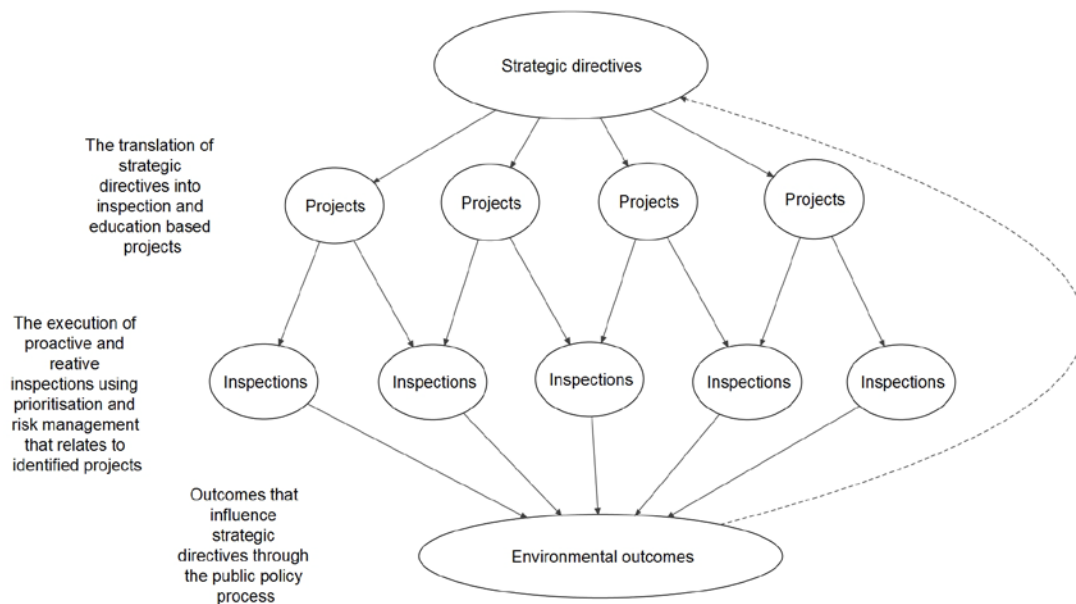 Strategic directives
The translation of
strategic
directives into
inspection and
education based
projects
Projects
Projects
Projects
Projects
The execution of
proactive and
reative
inspections using
prioritisation and
risk management
that relates to
identified projects
Inspections
Inspections
Inspections
Inspections
Inspections
Outcomes that
influence
strategic
directives through
the public policy
process
Environmental outcomes